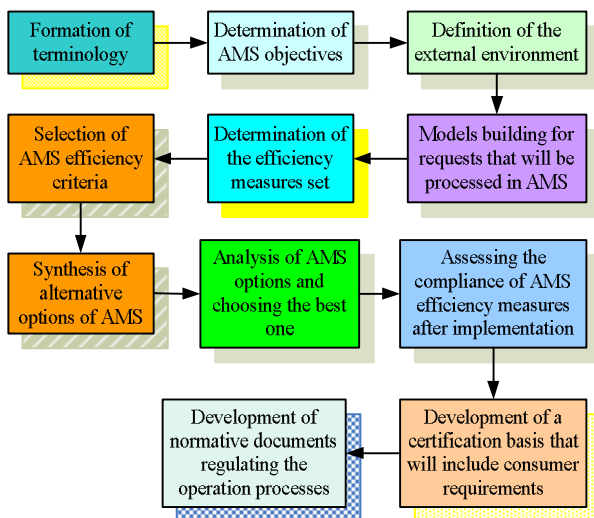 Formation of
terminology
Determination of
AMS objectives
Definition of the
external environment
Models building for
requests that will be
processed in AMS
Determination of
the efficiency
measures set
Selection of
AMS efficiency
criteria
Synthesis of
alternative
options of AMS
Analysis of AMS
options and
choosing the best
one
Assessing the
compliance of AMS
efficiency measures
after implementation
Development of a
certification basis that
will include consumer
requirements
Development of
normative documents
regulating the
operation processes